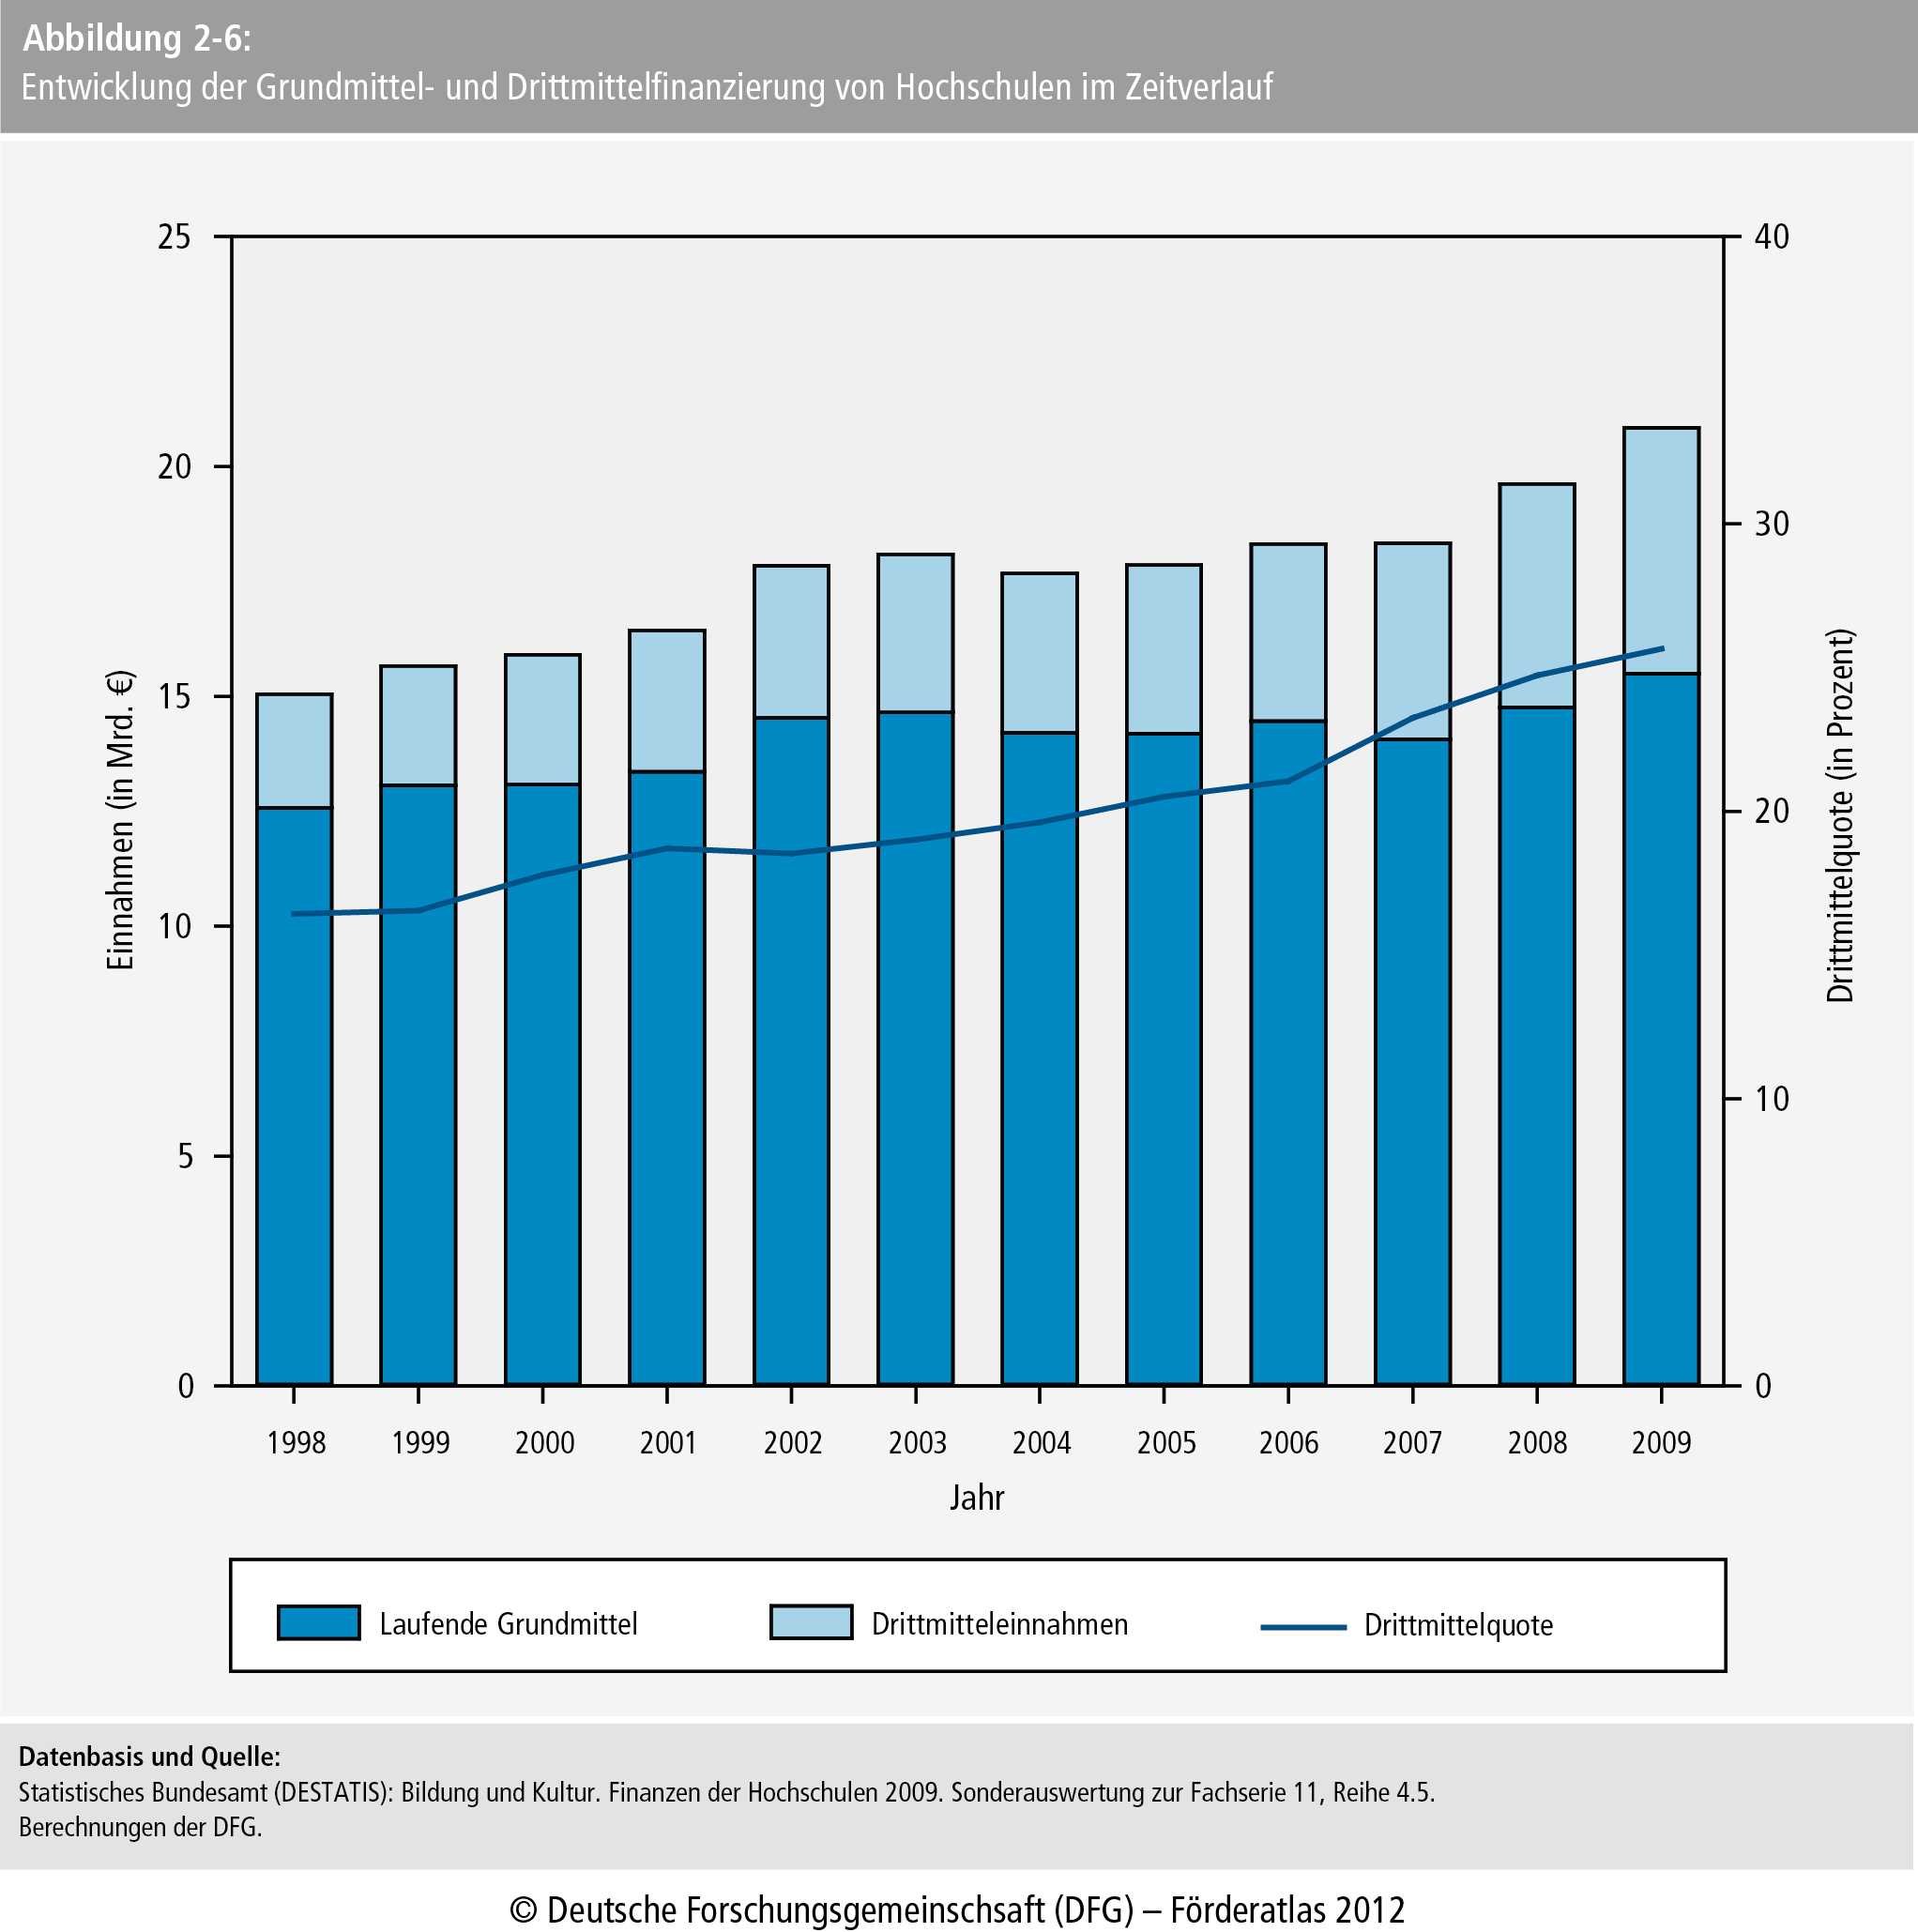 Abbildung 2-6:
Entwicklung der Grundmittel- und Drittmittelfinanzierung von Hochschulen im Zeitverlauf
25
20
15
10
5
0
Einnahmen (in Mrd. €)
40
30
20
10
0
Drittmittelquote (in Prozent)
1998 1999 2000 2001 2002 2003 2004 2005 2006 2007 2008 2009
Jahr
Laufende Grundmittel Drittmitteleinnahmen Drittmittelquote
Datenbasis und Quelle:
Statistisches Bundesamt (DESTATIS): Bildung und Kultur. Finanzen der Hochschulen 2009. Sonderauswertung zur Fachserie 11, Reihe 4.5.
Berechnungen der DFG.
© Deutsche Forschungsgemeinschsaft (DFG) – Förderatlas 2012